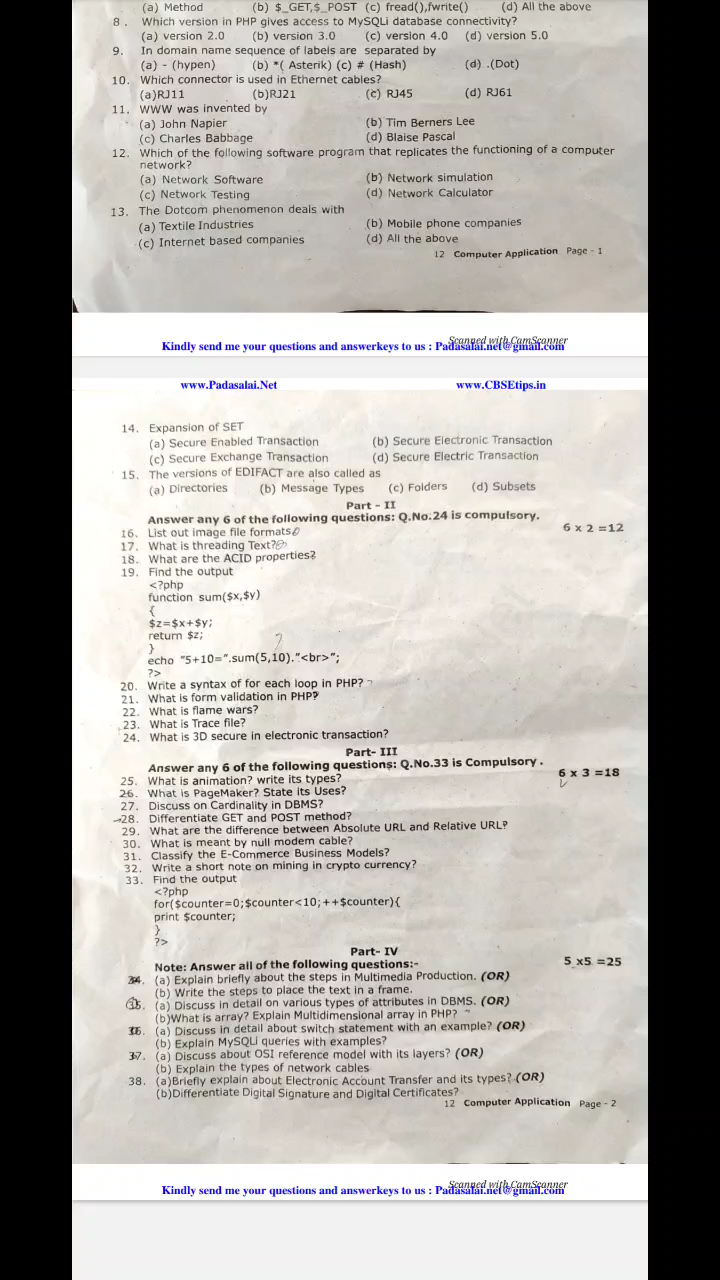 (a) Method (b) $_GET,$_POST (c) fread(),fwrite() (d) All the above
8 . Which version in PHP gives access to MySQLi database connectivity?
(a) version 2.0 (b) version 3.0 (c) version 4.0 (d) version 5.0
9. In domain name sequence of labels are separated by
(a) - (hypen) (b) *( Asterik) (c) # (Hash) (d) .(Dot)
10. Which connector is used in Ethernet cables?
(a)RJ11 (b)RJ21 (c) RJ45 (d) RJ61
11. WWW was invented by
(a) John Napier (b) Tim Berners Lee
(c) Charles Babbage (d) Blaise Pascal
12. Which of the following software program that replicates the functioning of a computer
network?
(a) Network Software (b) Network simulation
(c) Network Testing (d) Network Calculator
13. The Dotcom phenomenon deals with
(a) Textile Industries (b) Mobile phone companies
(c) Internet based companies (d) All the above
12 Computer Application Page - 1
Scanned with CamScanner
Kindly send me your questions and answerkeys to us : Padasalai.net@gmail.com
www.Padasalai.Net www.CBSEtips.in
14. Expansion of SET
(a) Secure Enabled Transaction (b) Secure Electronic Transaction
(c) Secure Exchange Transaction (d) Secure Electric Transaction
15. The versions of EDIFACT are also called as
(a) Directories (b) Message Types (c) Folders (d) Subsets
Part - II
Answer any 6 of the following questions: Q.No.24 is compulsory. 6 x 2 =12
16. List out image file formats
17. What is threading Text?
18. What are the ACID properties?
19. Find the output
<?php
function sum($x,$y)
{
$z=$x+$y;
return $z;
}
echo "5+10=".sum(5,10)."<br>";
?>
20. Write a syntax of for each loop in PHP?
21. What is form validation in PHP?
22. What is flame wars?
23. What is Trace file?
24. What is 3D secure in electronic transaction?
Part- III
Answer any 6 of the following questions: Q.No.33 is Compulsory . 6 x 3 =18
25. What is animation? write its types?
26. What is PageMaker? State its Uses?
27. Discuss on Cardinality in DBMS?
28. Differentiate GET and POST method?
29. What are the difference between Absolute URL and Relative URL?
30. What is meant by null modem cable?
31. Classify the E-Commerce Business Models?
32. Write a short note on mining in crypto currency?
33. Find the output
<?php
for($counter=0;$counter<10;++$counter){
print $counter;
}
?>
Part- IV
Note: Answer all of the following questions:- 5 x5 =25
34. (a) Explain briefly about the steps in Multimedia Production. (OR)
(b) Write the steps to place the text in a frame.
35. (a) Discuss in detail on various types of attributes in DBMS. (OR)
(b)What is array? Explain Multidimensional array in PHP?
36. (a) Discuss in detail about switch statement with an example? (OR)
(b) Explain MySQLi queries with examples?
37. (a) Discuss about OSI reference model with its layers? (OR)
(b) Explain the types of network cables
38. (a)Briefly explain about Electronic Account Transfer and its types? (OR)
(b)Differentiate Digital Signature and Digital Certificates?
12 Computer Application Page - 2
Scanned with CamScanner
Kindly send me your questions and answerkeys to us : Padasalai.net@gmail.com